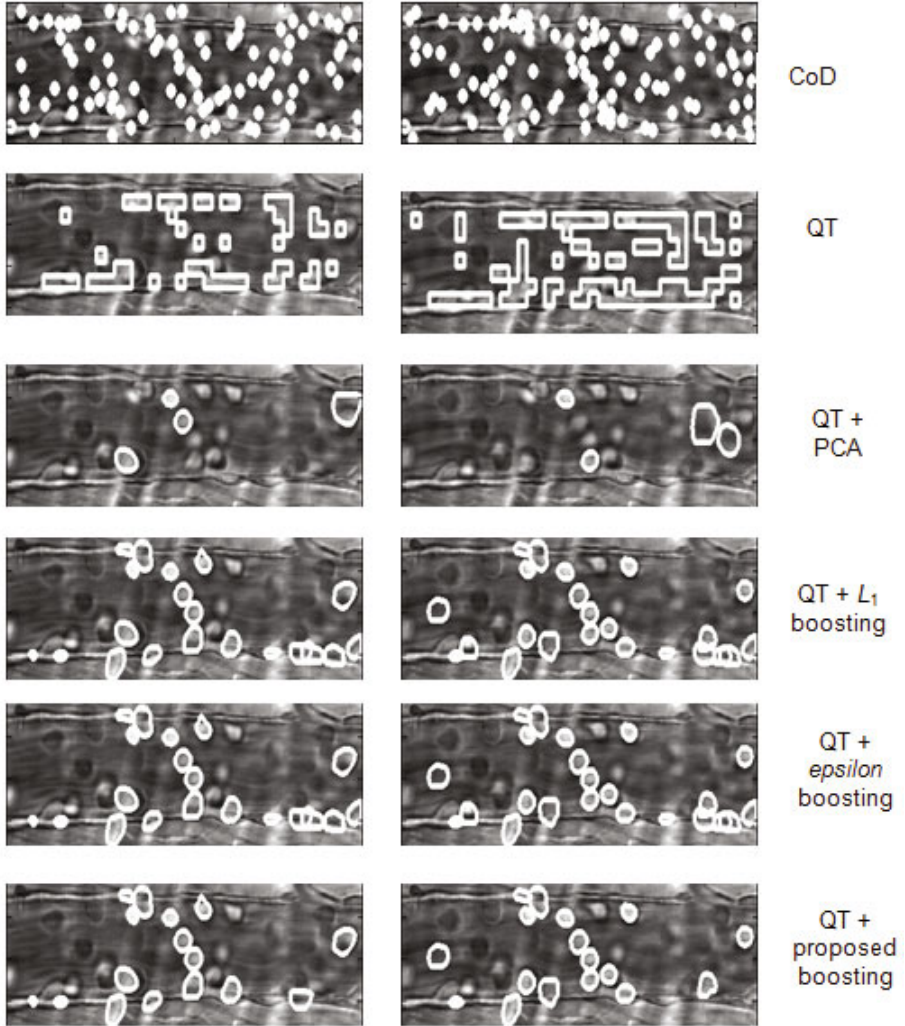 CoD
QT
QT +
PCA
QT + L₁
boosting
QT +
epsilon
boosting
QT +
proposed
boosting